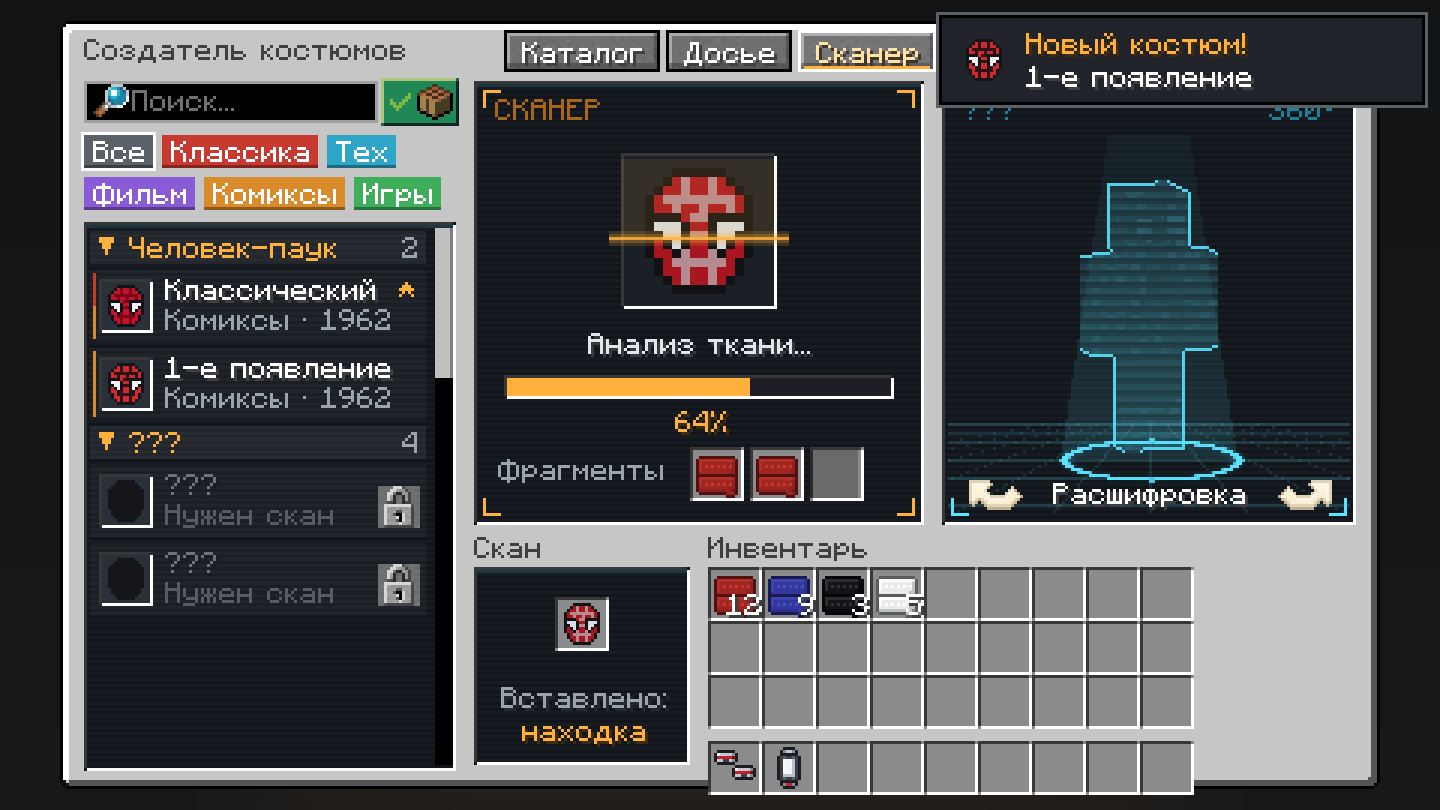 Создатель костюмов
Каталог
Досье
Сканер
Новый костюм!
1-е появление
Поиск...
Все
Классика
Тех
Фильм
Комиксы
Игры
Человек-паук 2
Классический
Комиксы · 1962
1-е появление
Комиксы · 1962
??? 4
???
Нужен скан
???
Нужен скан
СКАНЕР
Анализ ткани...
64%
Фрагменты
??? 360°
Расшифровка
Скан
Вставлено:
находка
Инвентарь
12 9 3 5